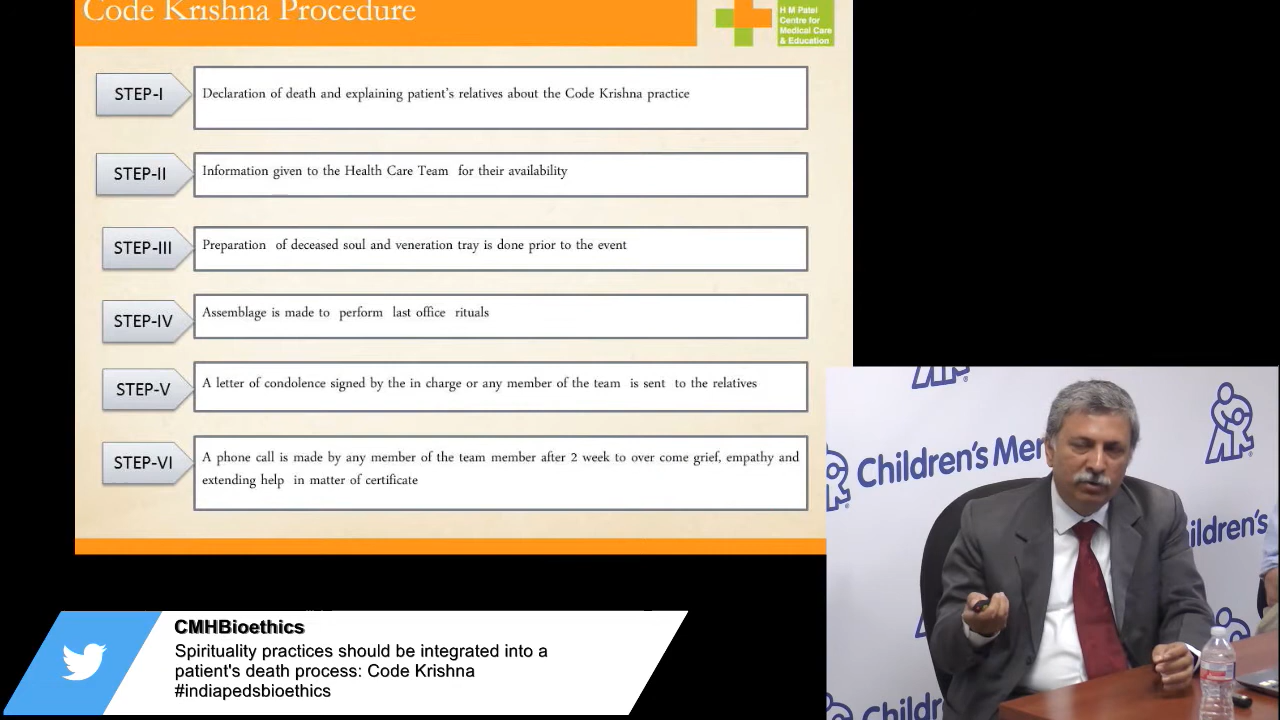 Code Krishna Procedure
H M Patel
Centre for
Medical Care
& Education
STEP-I
Declaration of death and explaining patient's relatives about the Code Krishna practice
STEP-II
Information given to the Health Care Team for their availability
STEP-III
Preparation of deceased soul and veneration tray is done prior to the event
STEP-IV
Assemblage is made to perform last office rituals
STEP-V
A letter of condolence signed by the in charge or any member of the team is sent to the relatives
STEP-VI
A phone call is made by any member of the team member after 2 week to over come grief, empathy and
extending help in matter of certificate
Children's Mer
ildren's
Childr
CMHBioethics
Spirituality practices should be integrated into a
patient's death process: Code Krishna
#indiapedsbioethics